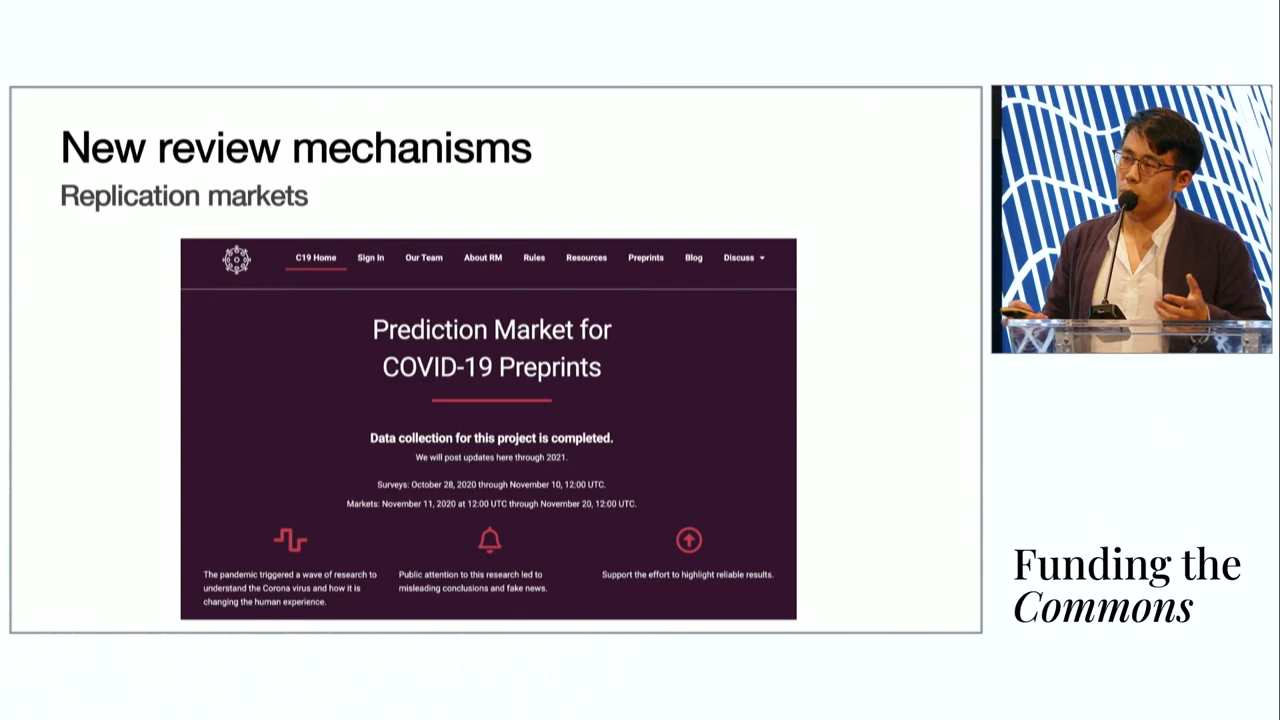 New review mechanisms
Replication markets
C19 Home Sign In Our Team About RM Rules Resources Preprints Blog Discuss
Prediction Market for
COVID-19 Preprints
Data collection for this project is completed.
We will post updates here through 2021.
Surveys: October 28, 2020 through November 10, 12:00 UTC.
Markets: November 11, 2020 at 12:00 UTC through November 20, 12:00 UTC.
The pandemic triggered a wave of research to
understand the Corona virus and how it is
changing the human experience.
Public attention to this research led to
misleading conclusions and fake news.
Support the effort to highlight reliable results.
Funding the
Commons